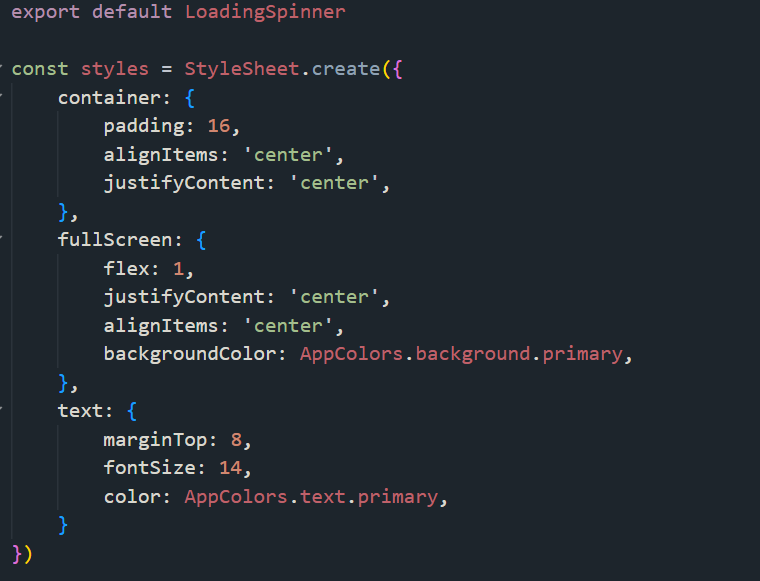 export default LoadingSpinner
const styles = StyleSheet.create({
    container: {
        padding: 16,
        alignItems: 'center',
        justifyContent: 'center',
    },
    fullScreen: {
        flex: 1,
        justifyContent: 'center',
        alignItems: 'center',
        backgroundColor: AppColors.background.primary,
    },
    text: {
        marginTop: 8,
        fontSize: 14,
        color: AppColors.text.primary,
    }
})